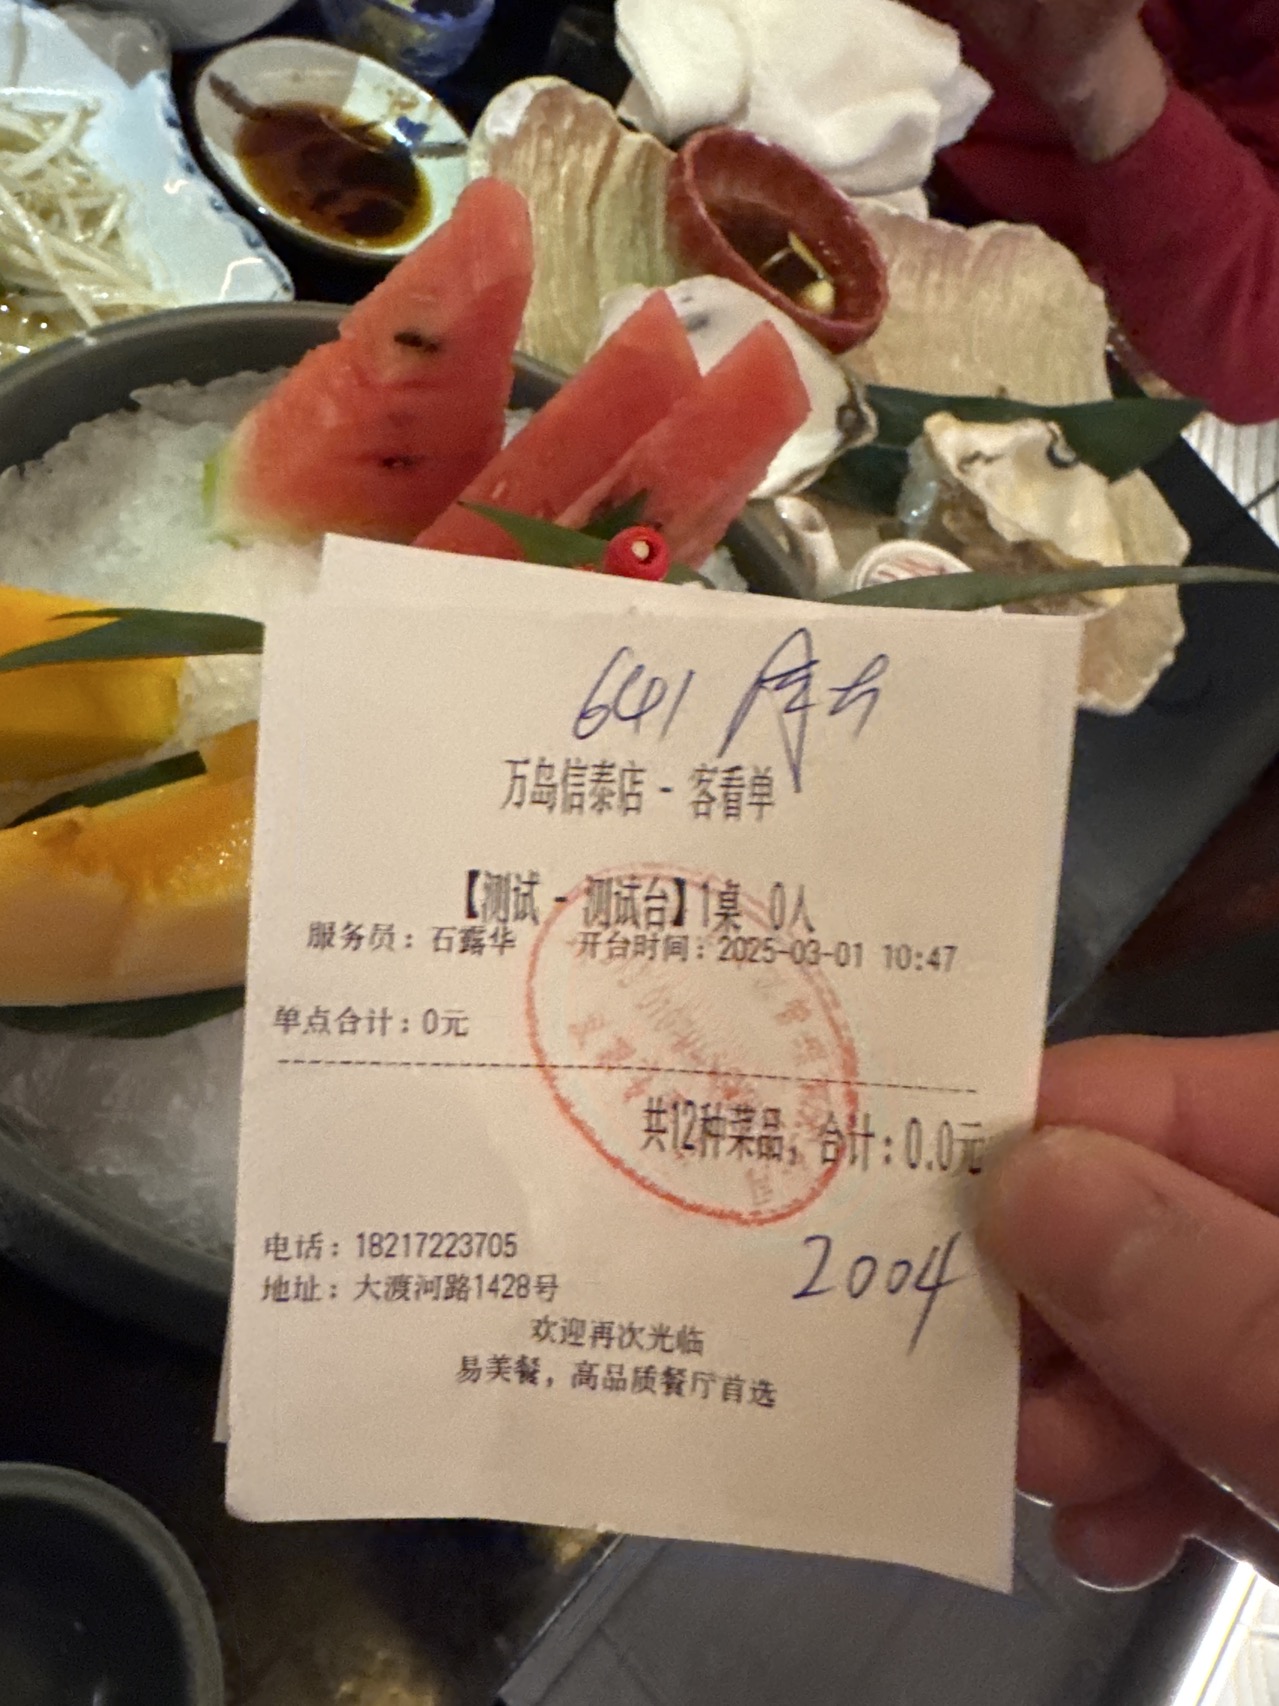 641
万岛信泰店 - 客看单
【测试 - 测试台】1桌 0人
服务员：石露华 开台时间：2025-03-01 10:47
单点合计：0元
共12种菜品，合计：0.0元
2004
电话：18217223705
地址：大渡河路1428号
欢迎再次光临
易美餐，高品质餐厅首选